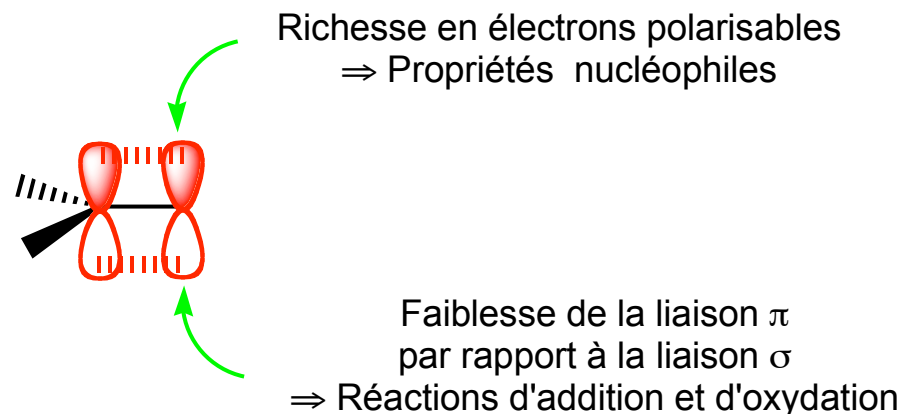 Richesse en électrons polarisables
⇒ Propriétés nucléophiles
Faiblesse de la liaison π
par rapport à la liaison σ
⇒ Réactions d'addition et d'oxydation